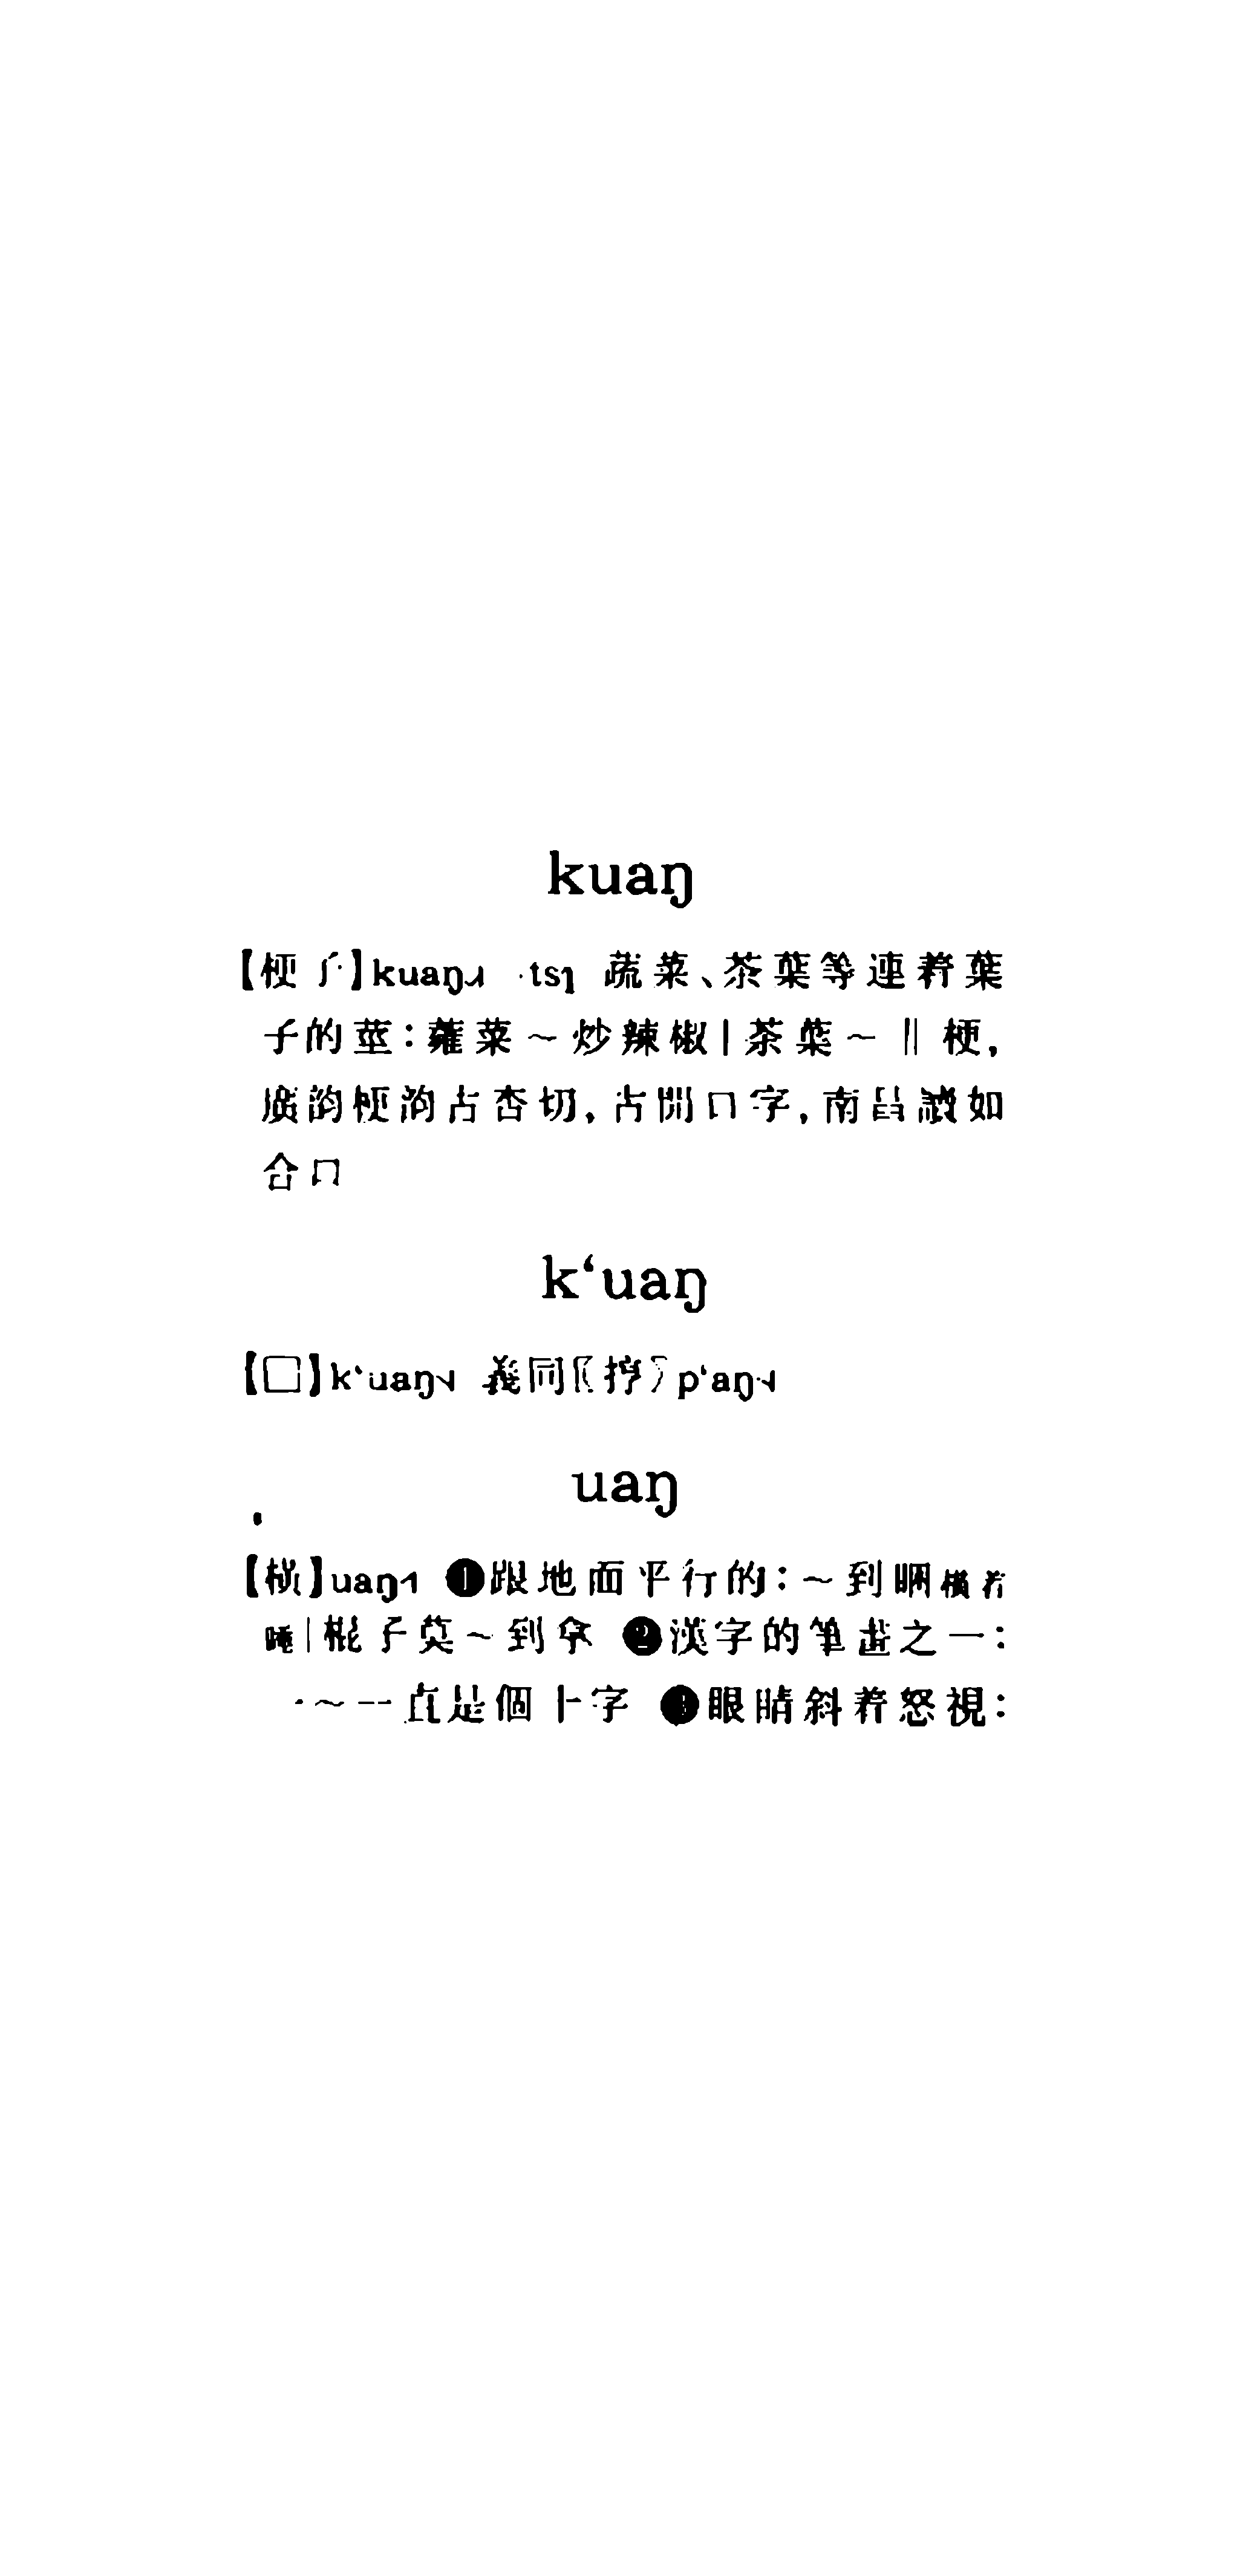 kuaŋ
【梗子】kuaŋ˩˧ ·tsɿ 蔬菜、茶葉等連着葉
子的莖：蕹菜～炒辣椒|茶葉～‖梗，
廣韵梗韵古杏切，古開口字，南昌讀如
合口
k‘uaŋ
【□】k‘uaŋ 義同〖揨〗p‘aŋ
uaŋ
【橫】uaŋ ❶跟地面平行的：～到睏橫着
睡|棍子莫～到拿 ❷漢字的筆畫之一：
一～一直是個十字 ❸眼睛斜着怒視：